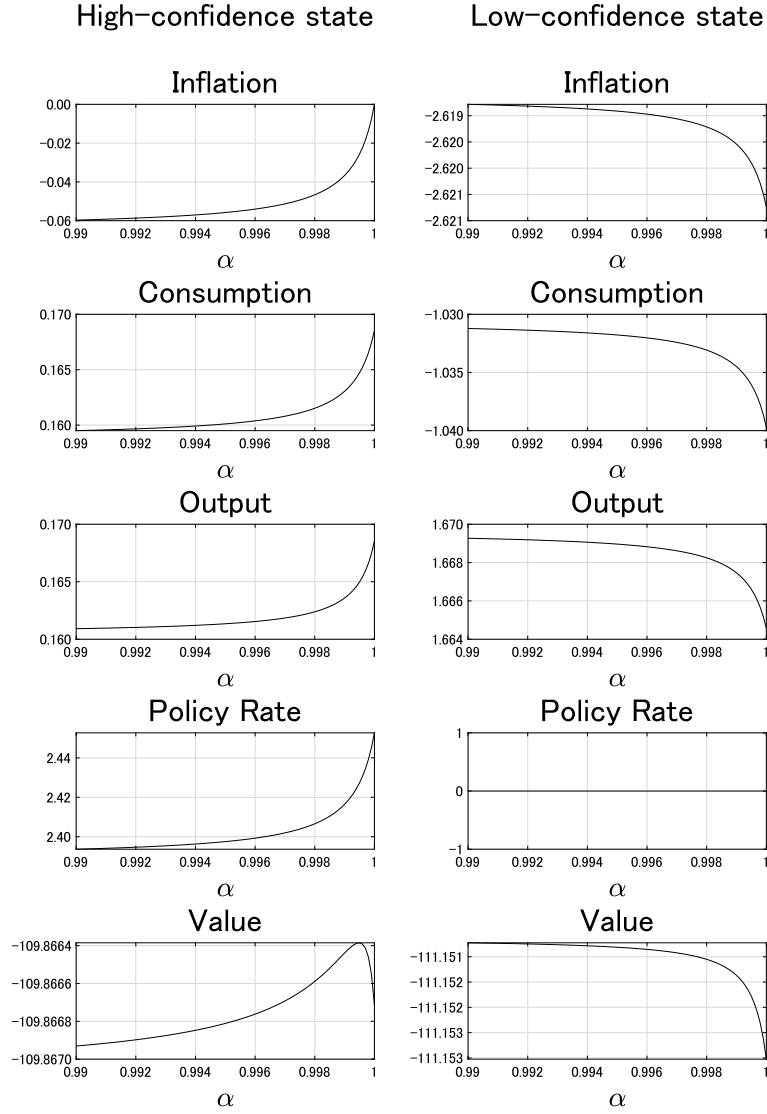 High-confidence state
Low-confidence state
Inflation
0.00
-0.02
-0.04
-0.06
0.99 0.992 0.994 0.996 0.998 1
α
Inflation
-2.619
-2.620
-2.620
-2.621
-2.621
0.99 0.992 0.994 0.996 0.998 1
α
Consumption
0.170
0.165
0.160
0.99 0.992 0.994 0.996 0.998 1
α
Consumption
-1.030
-1.035
-1.040
0.99 0.992 0.994 0.996 0.998 1
α
Output
0.170
0.165
0.160
0.99 0.992 0.994 0.996 0.998 1
α
Output
1.670
1.668
1.666
1.664
0.99 0.992 0.994 0.996 0.998 1
α
Policy Rate
2.44
2.42
2.40
0.99 0.992 0.994 0.996 0.998 1
α
Policy Rate
1
0
-1
0.99 0.992 0.994 0.996 0.998 1
α
Value
-109.8664
-109.8666
-109.8668
-109.8670
0.99 0.992 0.994 0.996 0.998 1
α
Value
-111.151
-111.152
-111.152
-111.153
-111.153
0.99 0.992 0.994 0.996 0.998 1
α